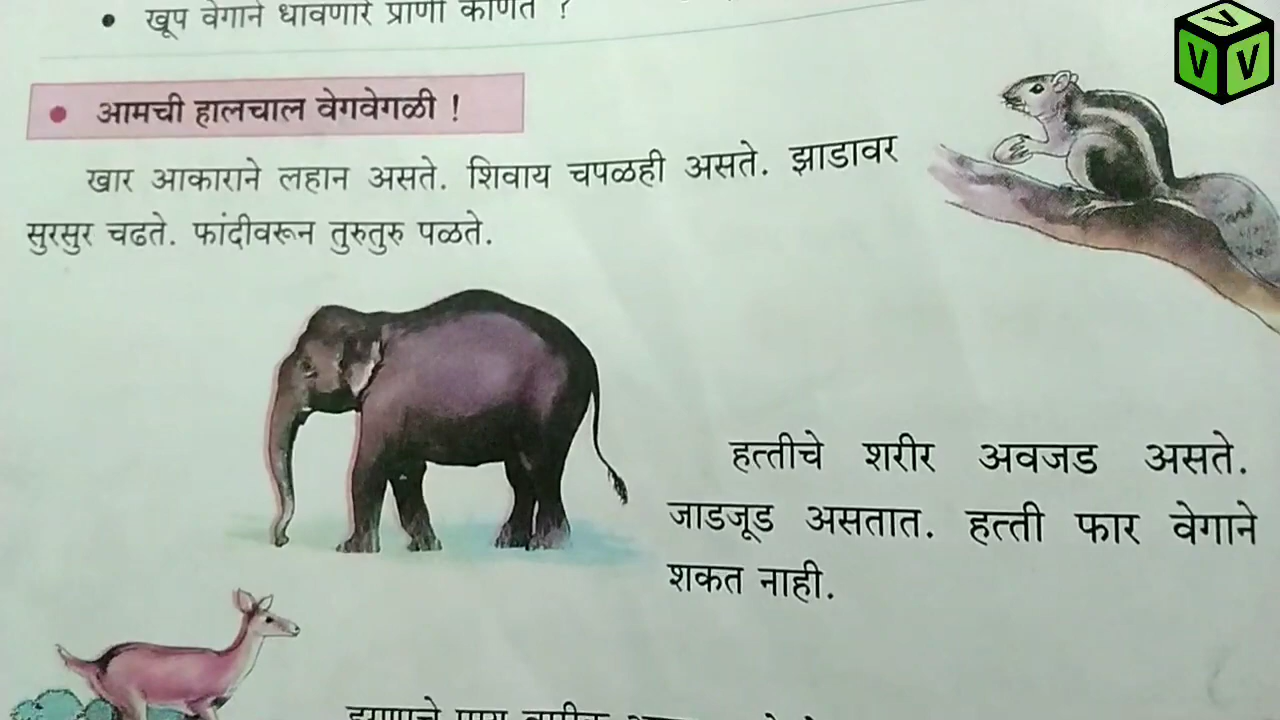 • खूप वेगाने धावणारे प्राणी कोणते ?
• आमची हालचाल वेगवेगळी !
खार आकाराने लहान असते. शिवाय चपळही असते. झाडावर
सुरसुर चढते. फांदीवरून तुरुतुरु पळते.
हत्तीचे शरीर अवजड असते.
जाडजूड असतात. हत्ती फार वेगाने
शकत नाही.
V V V